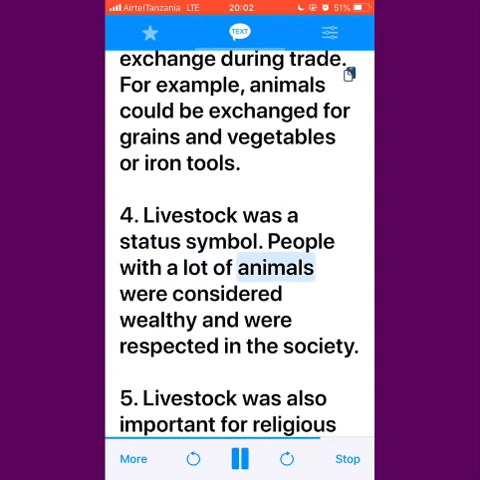 AirtelTanzania LTE 20:02 51%
TEXT
exchange during trade.
For example, animals
could be exchanged for
grains and vegetables
or iron tools.
4. Livestock was a
status symbol. People
with a lot of animals
were considered
wealthy and were
respected in the society.
5. Livestock was also
important for religious
More Stop